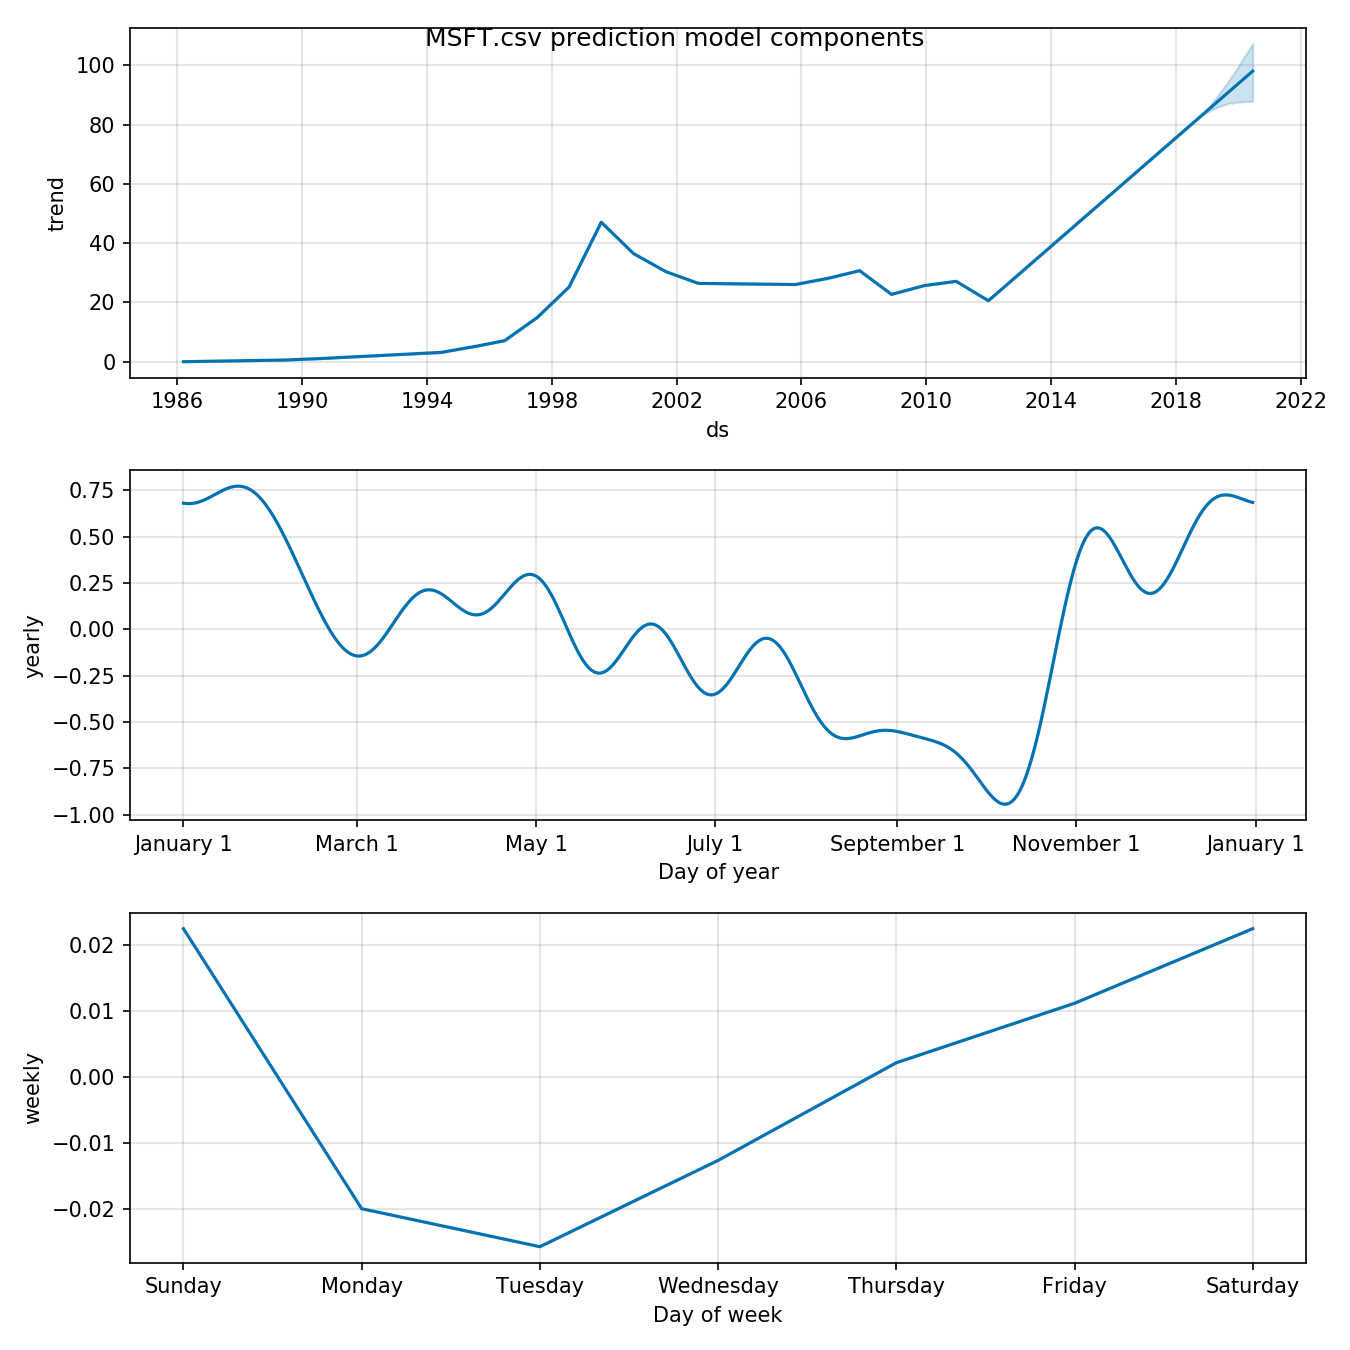 MSFT.csv prediction model components
100
80
60
40
20
0
trend
1986 1990 1994 1998 2002 2006 2010 2014 2018 2022
ds
0.75
0.50
0.25
0.00
−0.25
−0.50
−0.75
−1.00
yearly
January 1 March 1 May 1 July 1 September 1 November 1 January 1
Day of year
0.02
0.01
0.00
−0.01
−0.02
weekly
Sunday Monday Tuesday Wednesday Thursday Friday Saturday
Day of week